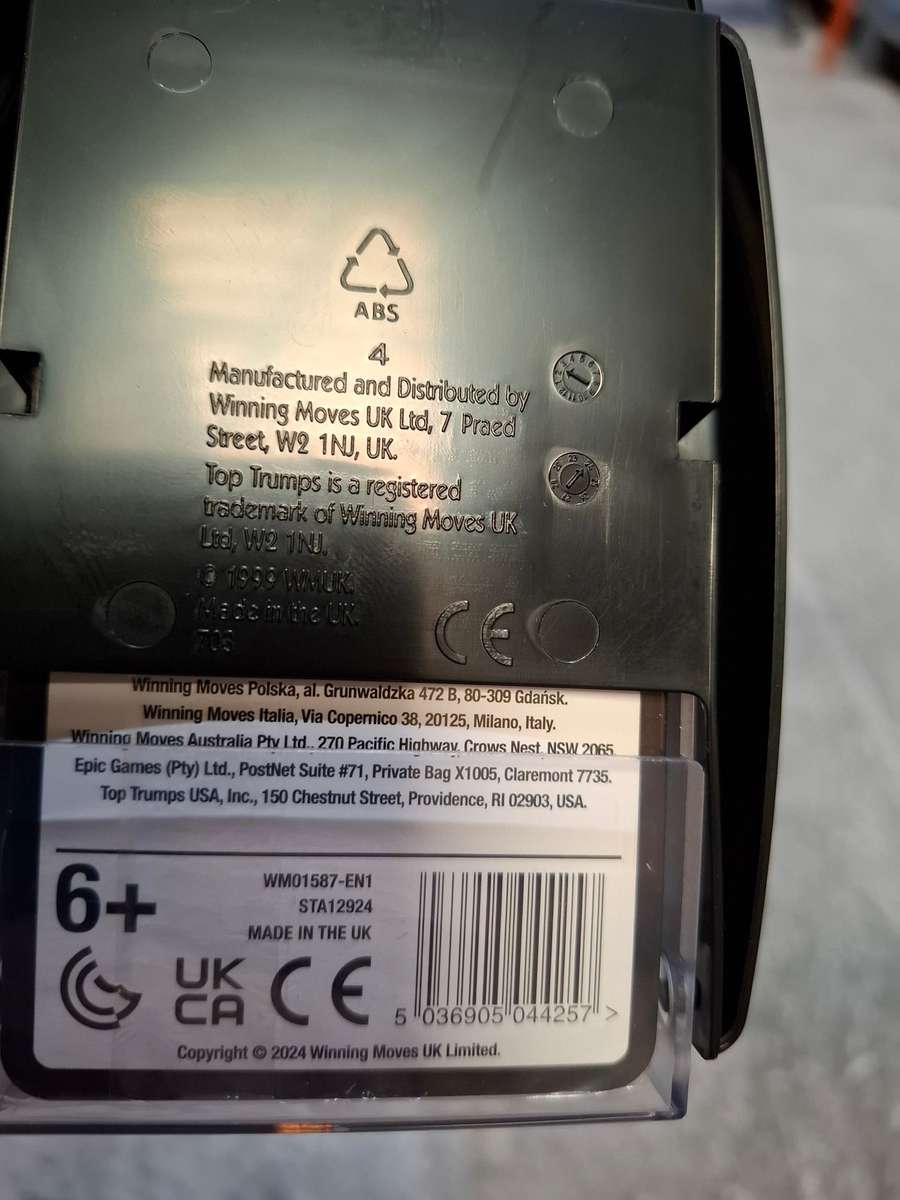 ABS
4
Manufactured and Distributed by
Winning Moves UK Ltd, 7 Praed
Street, W2 1NJ, UK.
Top Trumps is a registered
trademark of Winning Moves UK
Ltd, W2 1NJ.
© 1999 WMUK.
Made in the UK.
CE
Winning Moves Polska, al. Grunwaldzka 472 B, 80-309 Gdańsk.
Winning Moves Italia, Via Copernico 38, 20125, Milano, Italy.
Winning Moves Australia Pty Ltd., 270 Pacific Highway, Crows Nest, NSW 2065.
Epic Games (Pty) Ltd., PostNet Suite #71, Private Bag X1005, Claremont 7735.
Top Trumps USA, Inc., 150 Chestnut Street, Providence, RI 02903, USA.
6+
WM01587-EN1
STA12924
MADE IN THE UK
UK
CA
CE
5 036905 044257 >
Copyright © 2024 Winning Moves UK Limited.